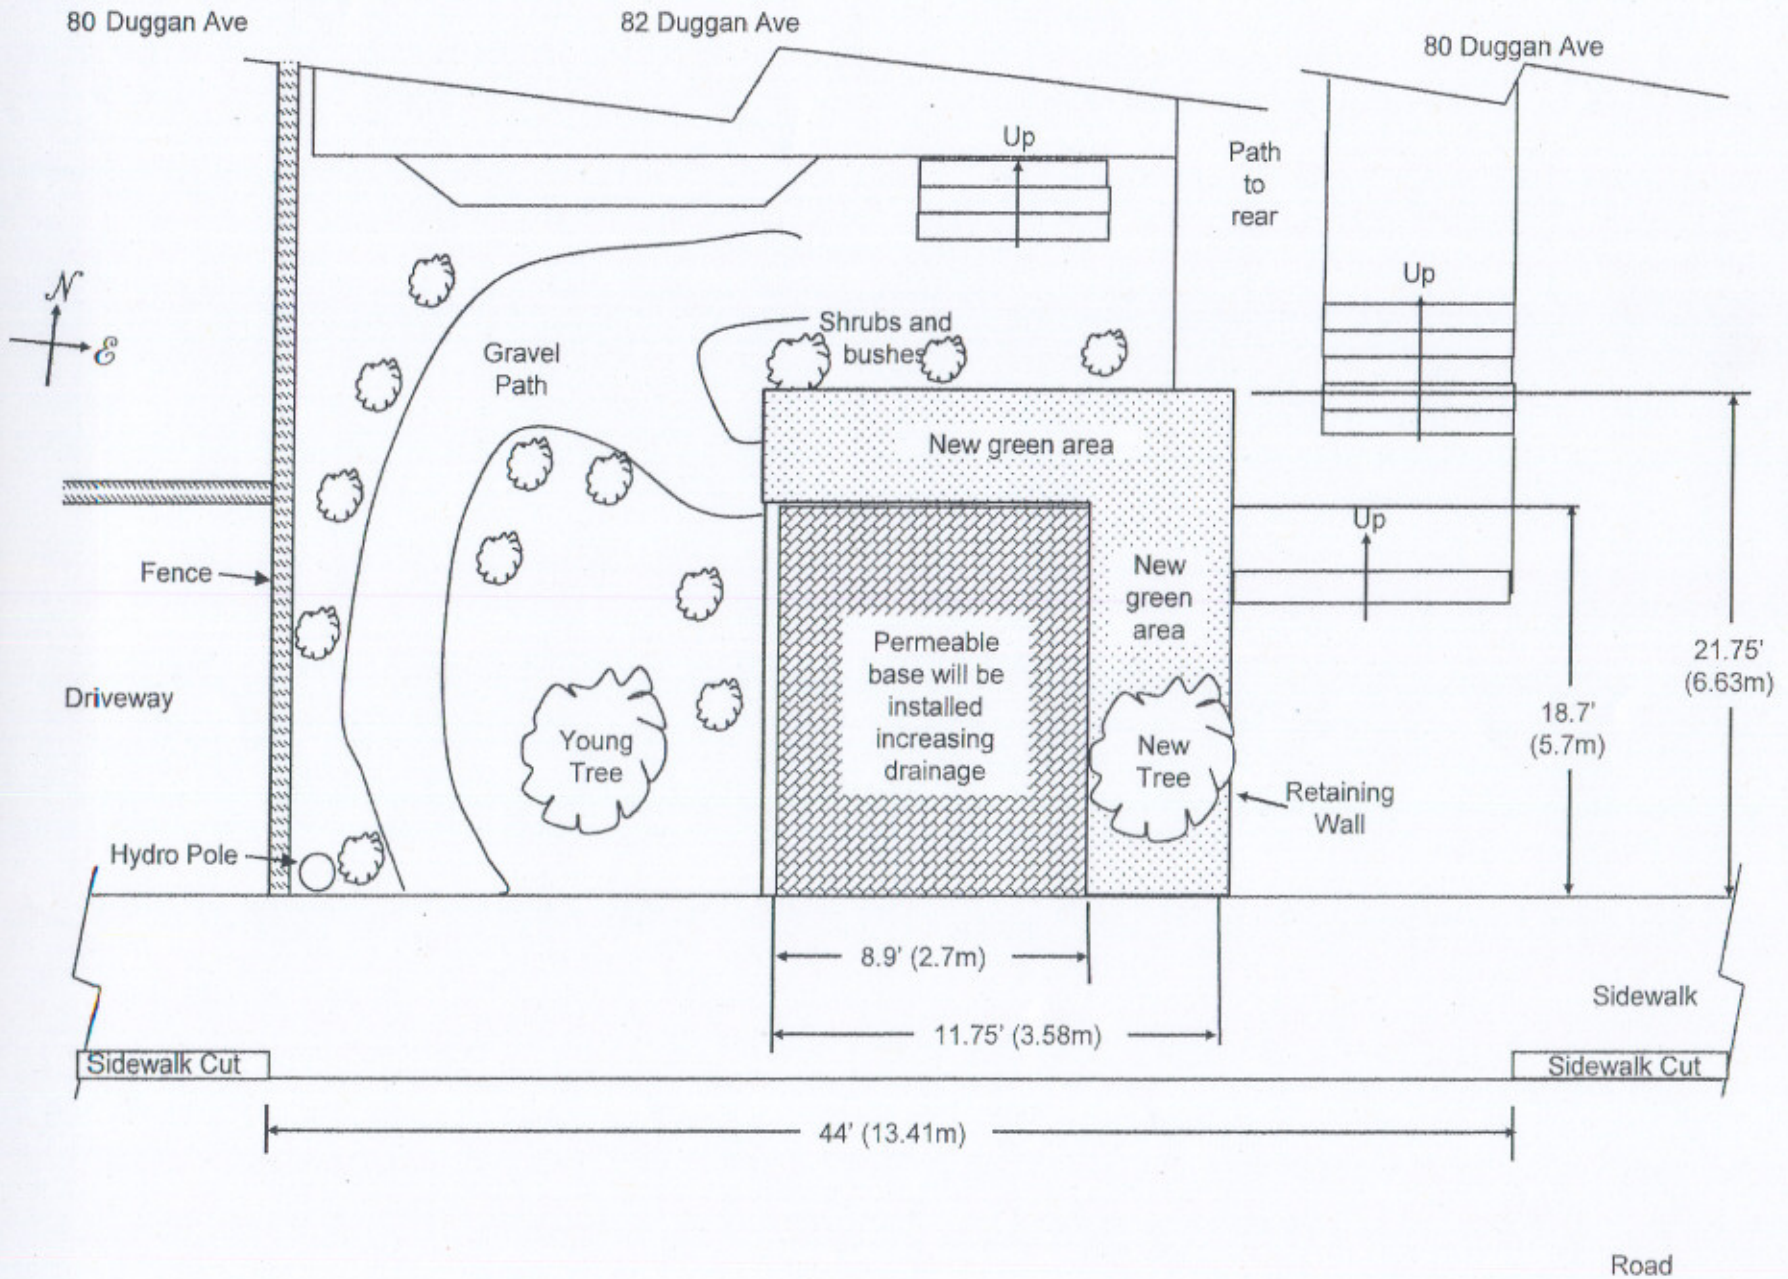 80 Duggan Ave
82 Duggan Ave
80 Duggan Ave
Up
Path
to
rear
N
E
Up
Shrubs and
bushes
Gravel
Path
New green area
Up
Fence
New
green
area
Permeable
base will be
installed
increasing
drainage
21.75'
(6.63m)
Driveway
18.7'
(5.7m)
Young
Tree
New
Tree
Retaining
Wall
Hydro Pole
8.9' (2.7m)
Sidewalk
11.75' (3.58m)
Sidewalk Cut
Sidewalk Cut
44' (13.41m)
Road